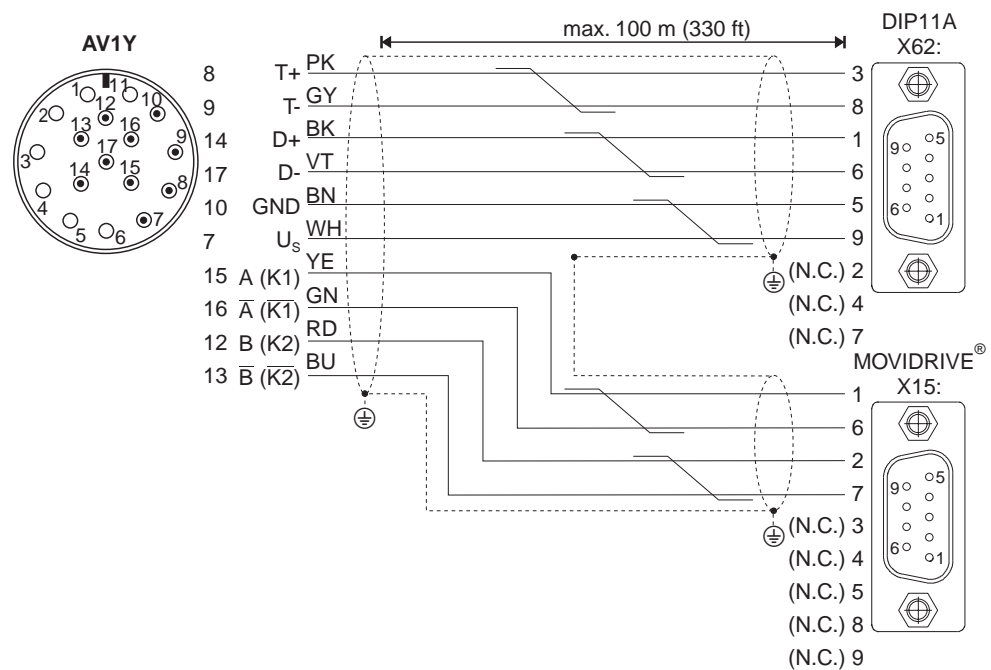 AV1Y
max. 100 m (330 ft)
DIP11A
X62:
1
2
3
4
5
6
7
8
9
10
11
12
13
14
15
16
17
8 T+ PK 3
9 T- GY 8
14 D+ BK 1
17 D- VT 6
10 GND BN 5
7 US WH 9
15 A (K1) YE (N.C.) 2
16 A̅ (K̅1̅) GN (N.C.) 4
12 B (K2) RD (N.C.) 7
13 B̅ (K̅2̅) BU
9 5
6 1
MOVIDRIVE®
X15:
1
6
2
7
(N.C.) 3
(N.C.) 4
(N.C.) 5
(N.C.) 8
(N.C.) 9
9 5
6 1